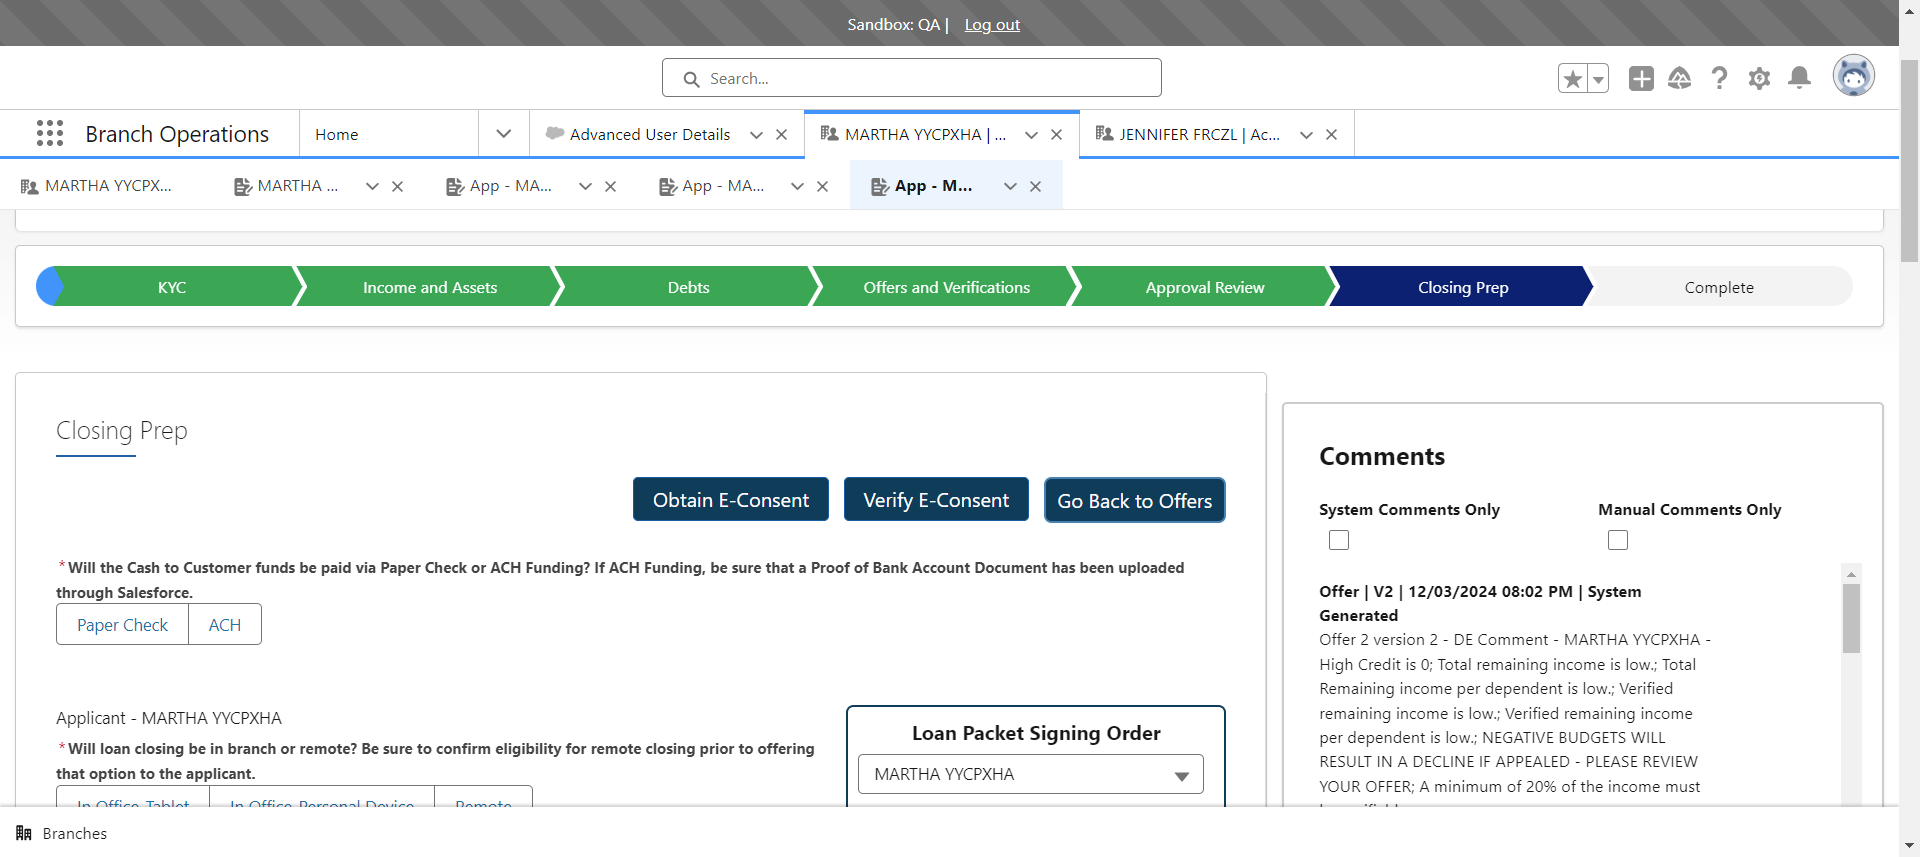 Sandbox: QA | Log out
Search...
Branch Operations
Home
Advanced User Details
MARTHA YYCPXHA | ...
JENNIFER FRCZL | Ac...
MARTHA YYCPX...
MARTHA ...
App - MA...
App - MA...
App - M...
KYC
Income and Assets
Debts
Offers and Verifications
Approval Review
Closing Prep
Complete
Closing Prep
Obtain E-Consent
Verify E-Consent
Go Back to Offers
*Will the Cash to Customer funds be paid via Paper Check or ACH Funding? If ACH Funding, be sure that a Proof of Bank Account Document has been uploaded
through Salesforce.
Paper Check
ACH
Applicant - MARTHA YYCPXHA
*Will loan closing be in branch or remote? Be sure to confirm eligibility for remote closing prior to offering
that option to the applicant.
In Office-Tablet
In Office-Personal Device
Remote
Loan Packet Signing Order
MARTHA YYCPXHA
Comments
System Comments Only
Manual Comments Only
Offer | V2 | 12/03/2024 08:02 PM | System
Generated
Offer 2 version 2 - DE Comment - MARTHA YYCPXHA -
High Credit is 0; Total remaining income is low.; Total
Remaining income per dependent is low.; Verified
remaining income is low.; Verified remaining income
per dependent is low.; NEGATIVE BUDGETS WILL
RESULT IN A DECLINE IF APPEALED - PLEASE REVIEW
YOUR OFFER; A minimum of 20% of the income must
Branches